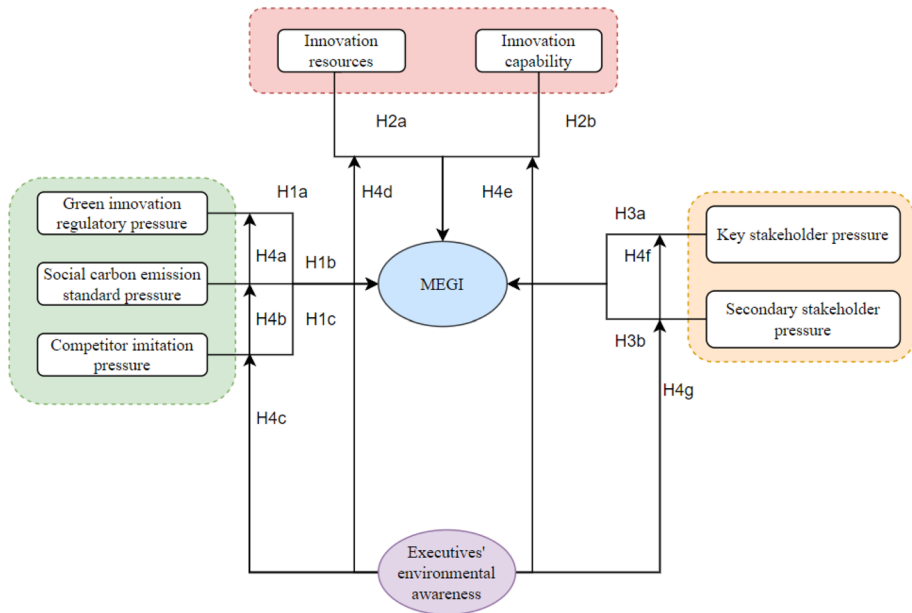 Innovation
resources
Innovation
capability
H2a
H2b
H1a
H4d
H4e
Green innovation
regulatory pressure
H3a
Key stakeholder pressure
H4a
H1b
H4f
Social carbon emission
standard pressure
MEGI
Secondary stakeholder
pressure
H4b
H1c
H3b
Competitor imitation
pressure
H4c
H4g
Executives'
environmental
awareness